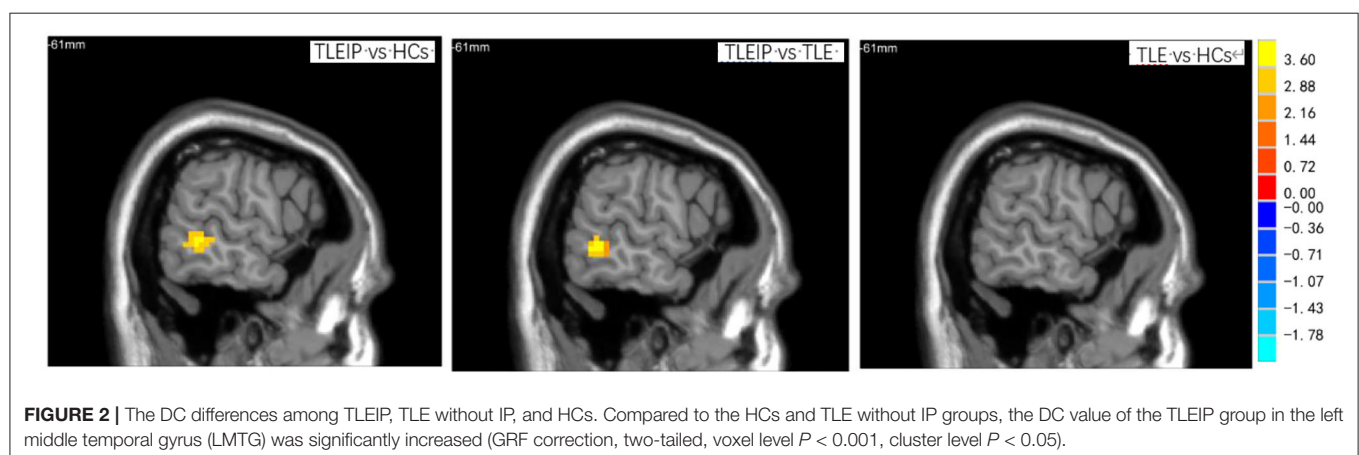 -61mm
TLEIP vs HCs
-61mm
TLEIP vs TLE
-61mm
TLE vs HCs↵
3.60
2.88
2.16
1.44
0.72
0.00
-0.00
-0.36
-0.71
-1.07
-1.43
-1.78
FIGURE 2 | The DC differences among TLEIP, TLE without IP, and HCs. Compared to the HCs and TLE without IP groups, the DC value of the TLEIP group in the left
middle temporal gyrus (LMTG) was significantly increased (GRF correction, two-tailed, voxel level P < 0.001, cluster level P < 0.05).